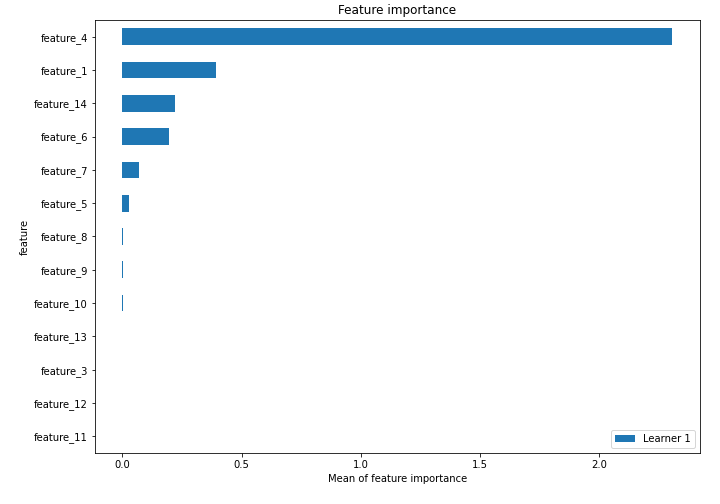 Feature importance
feature_4
feature_1
feature_14
feature_6
feature_7
feature_5
feature_8
feature_9
feature_10
feature_13
feature_3
feature_12
feature_11
feature
Learner 1
0.0 0.5 1.0 1.5 2.0
Mean of feature importance